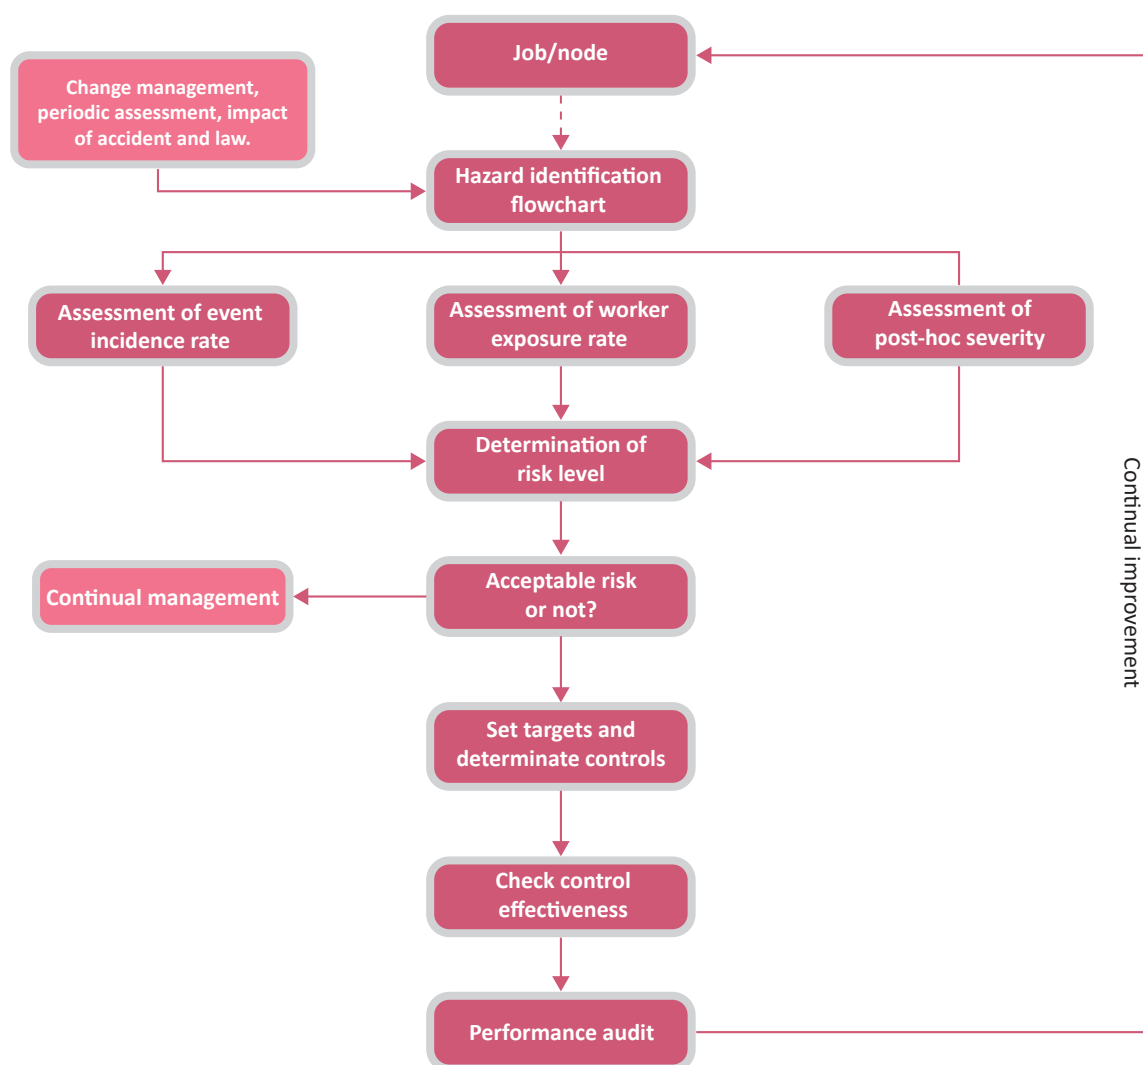 Job/node
Change management,
periodic assessment, impact
of accident and law.
Hazard identification
flowchart
Assessment of event
incidence rate
Assessment of worker
exposure rate
Assessment of
post-hoc severity
Determination of
risk level
Continual improvement
Acceptable risk
or not?
Continual management
Set targets and
determinate controls
Check control
effectiveness
Performance audit